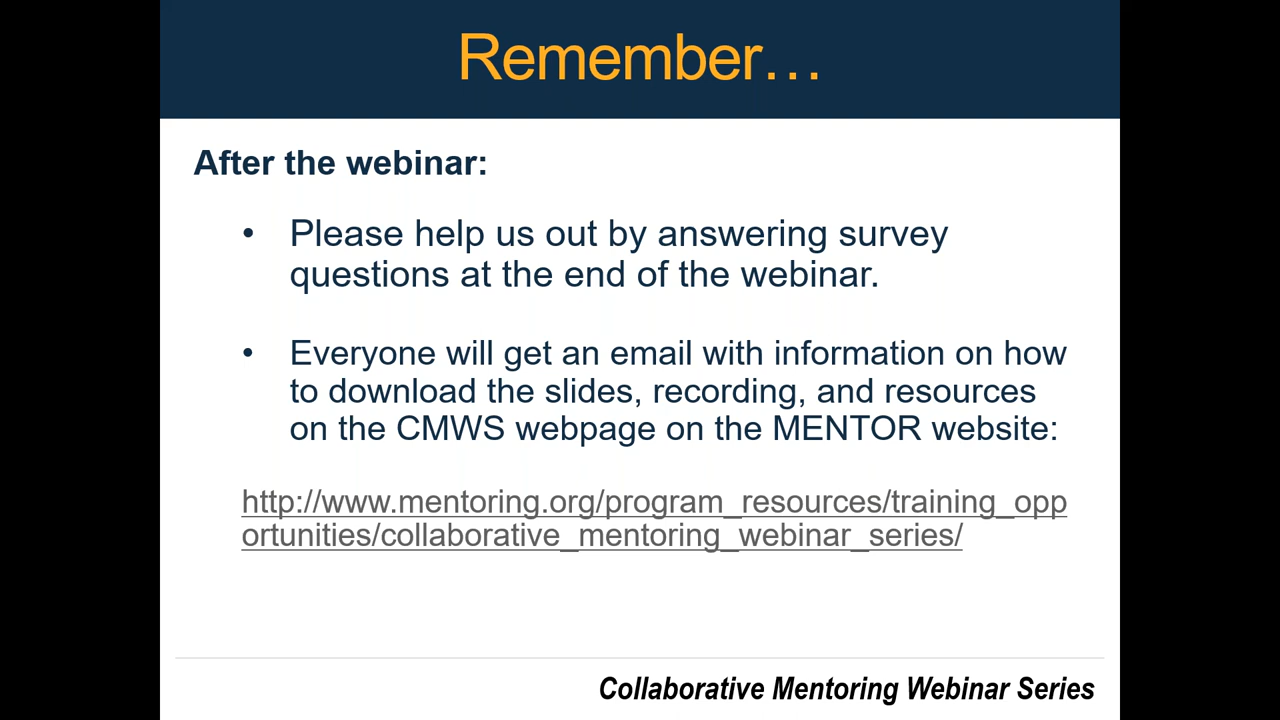 Remember…
After the webinar:
• Please help us out by answering survey
questions at the end of the webinar.
• Everyone will get an email with information on how
to download the slides, recording, and resources
on the CMWS webpage on the MENTOR website:
http://www.mentoring.org/program_resources/training_opp
ortunities/collaborative_mentoring_webinar_series/
Collaborative Mentoring Webinar Series